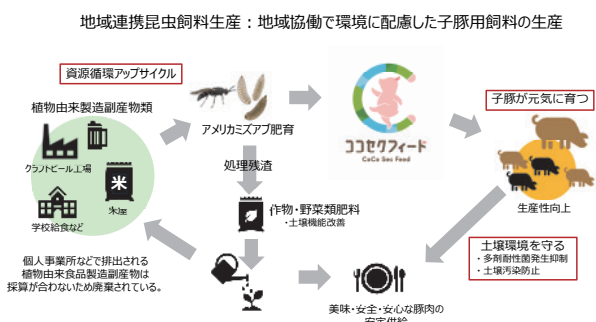 地域連携昆虫飼料生産：地域協働で環境に配慮した子豚用飼料の生産
資源循環アップサイクル
植物由来製造副産物類
クラフトビール工場
米
米屋
学校給食など
個人事業所などで排出される
植物由来食品製造副産物は
採算が合わないため廃棄されている。
アメリカミズアブ肥育
処理残渣
作物・野菜類肥料
・土壌機能改善
ココセクフィード
CoCo Sec Feed
子豚が元気に育つ
生産性向上
土壌環境を守る
・多剤耐性菌発生抑制
・土壌汚染防止
美味・安全・安心な豚肉の
安定供給